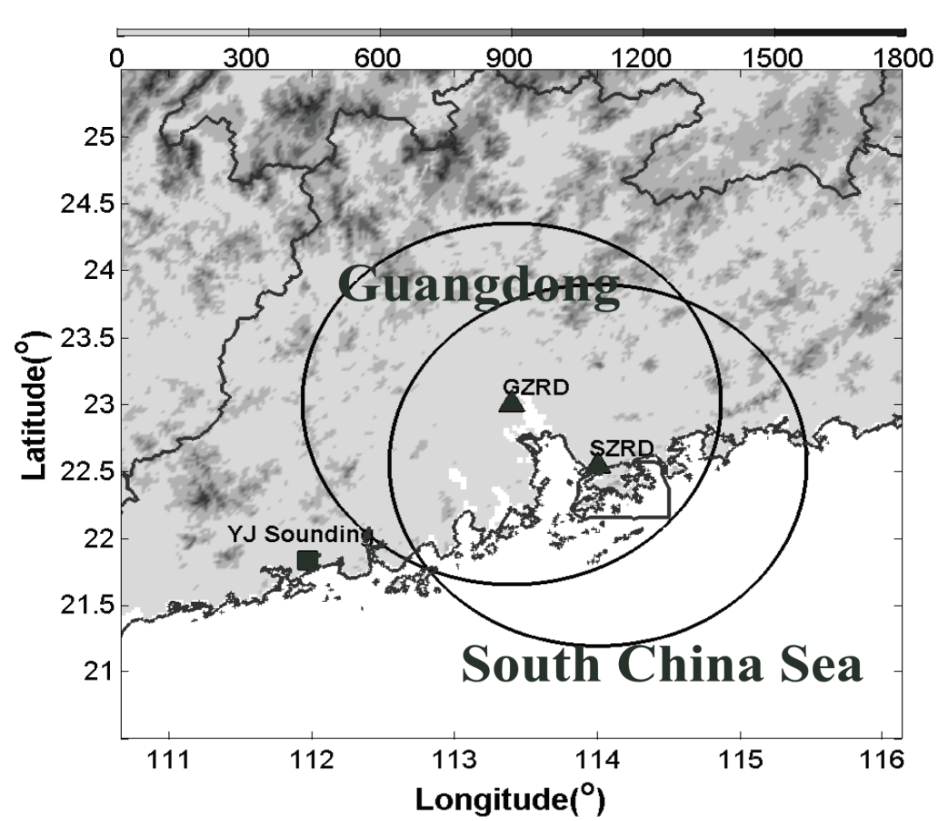 0 300 600 900 1200 1500 1800
25
24.5
24
Guangdong
23.5
23
GZRD
22.5
SZRD
22
YJ Sounding
21.5
21
South China Sea
111 112 113 114 115 116
Latitude(°)
Longitude(°)